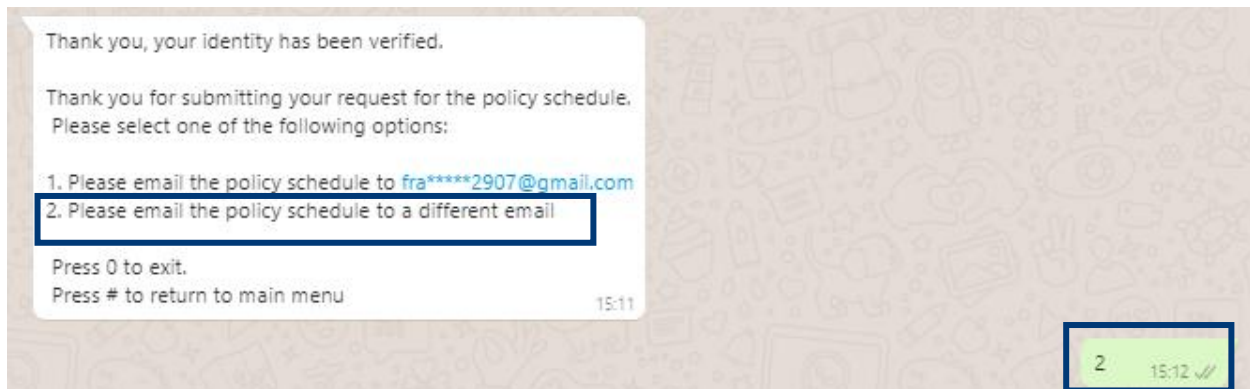 Thank you, your identity has been verified.
Thank you for submitting your request for the policy schedule.
Please select one of the following options:
1. Please email the policy schedule to fra*****2907@gmail.com
2. Please email the policy schedule to a different email
Press 0 to exit.
Press # to return to main menu
15:11
2
15:12